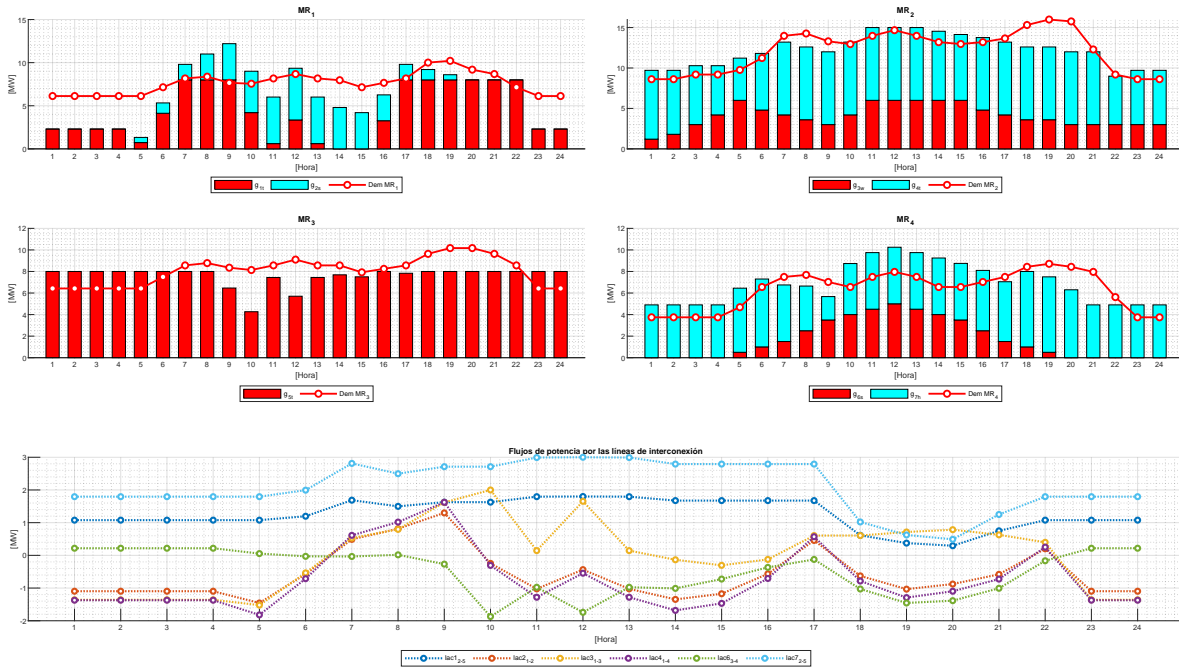 MR1
[MW]
15
10
5
0
1 2 3 4 5 6 7 8 9 10 11 12 13 14 15 16 17 18 19 20 21 22 23 24
[Hora]
g1t g2s Dem MR1
MR2
[MW]
15
10
5
0
1 2 3 4 5 6 7 8 9 10 11 12 13 14 15 16 17 18 19 20 21 22 23 24
[Hora]
g3w g4t Dem MR2
MR3
[MW]
12
10
8
6
4
2
0
1 2 3 4 5 6 7 8 9 10 11 12 13 14 15 16 17 18 19 20 21 22 23 24
[Hora]
g5t Dem MR3
MR4
[MW]
12
10
8
6
4
2
0
1 2 3 4 5 6 7 8 9 10 11 12 13 14 15 16 17 18 19 20 21 22 23 24
[Hora]
g6s g7h Dem MR4
Flujos de potencia por las líneas de interconexión
[MW]
3
2
1
0
-1
-2
1 2 3 4 5 6 7 8 9 10 11 12 13 14 15 16 17 18 19 20 21 22 23 24
[Hora]
lac12-5 lac21-2 lac31-3 lac41-4 lac63-4 lac72-5